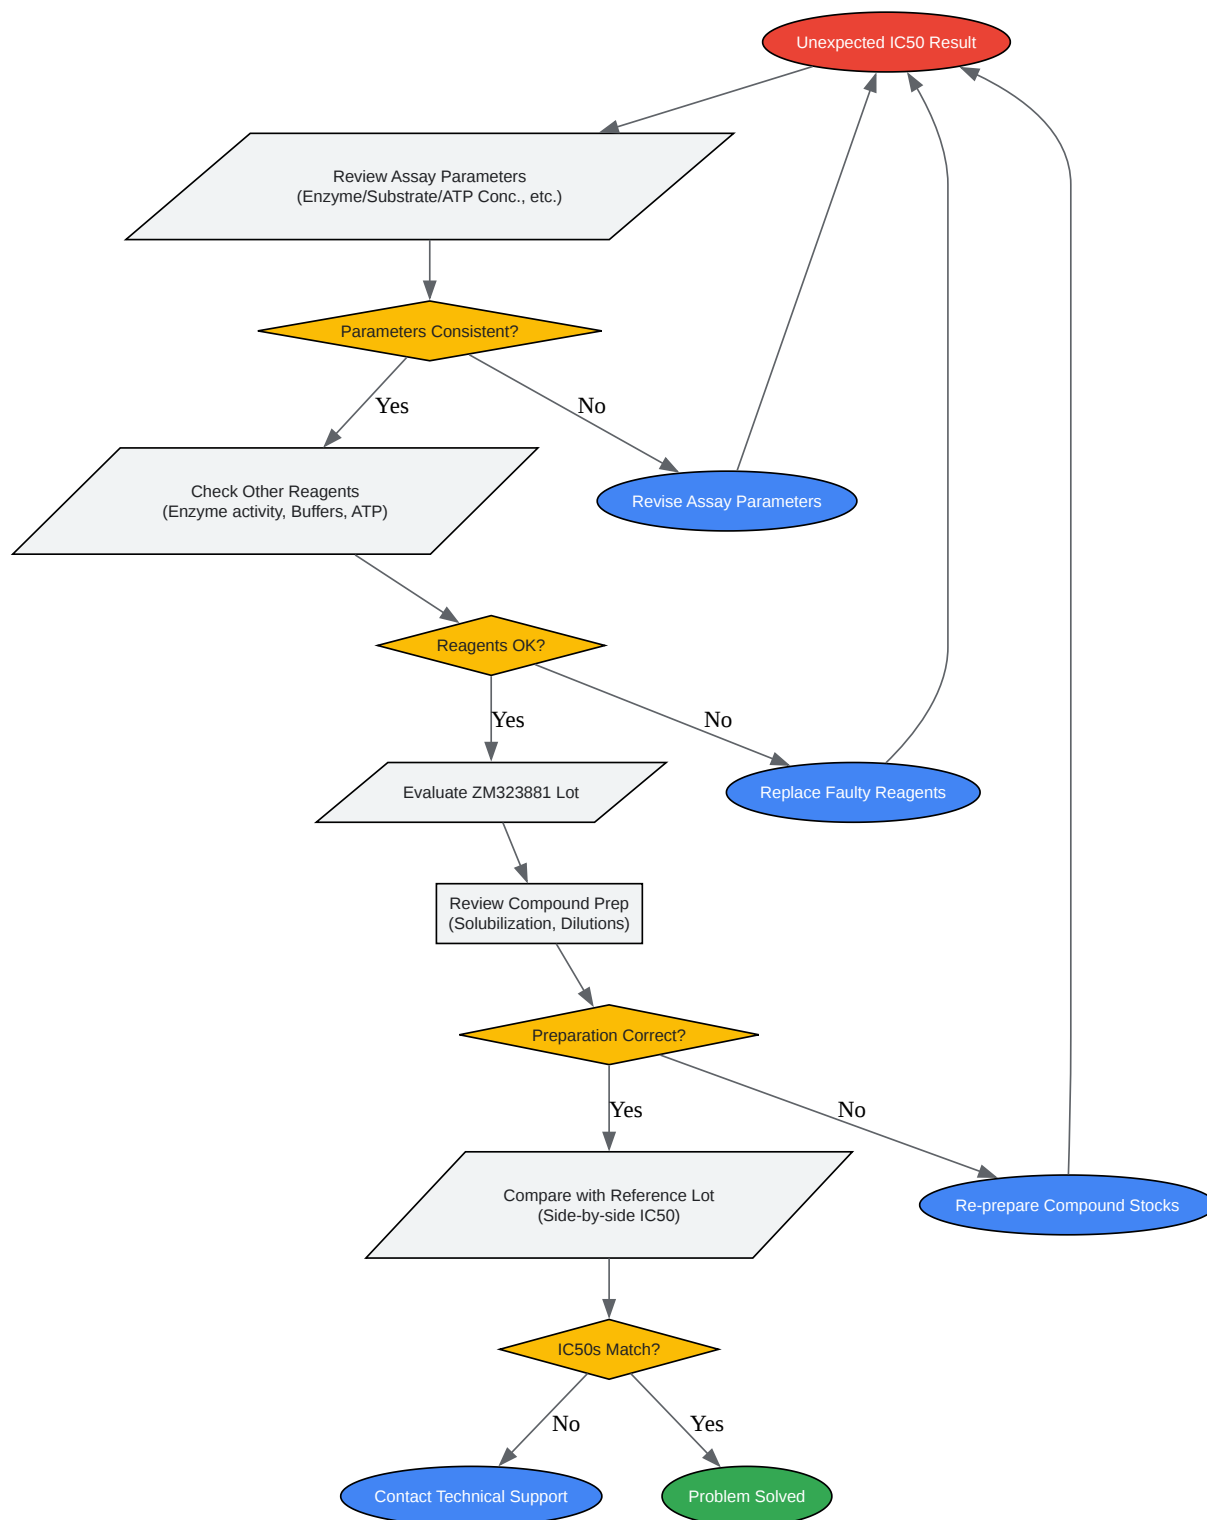 Unexpected IC50 Result
Review Assay Parameters
(Enzyme/Substrate/ATP Conc., etc.)
Parameters Consistent?
Yes
No
Check Other Reagents
(Enzyme activity, Buffers, ATP)
Revise Assay Parameters
Reagents OK?
Yes
No
Evaluate ZM323881 Lot
Replace Faulty Reagents
Review Compound Prep
(Solubilization, Dilutions)
Preparation Correct?
Yes
No
Compare with Reference Lot
(Side-by-side IC50)
Re-prepare Compound Stocks
IC50s Match?
No
Yes
Contact Technical Support
Problem Solved